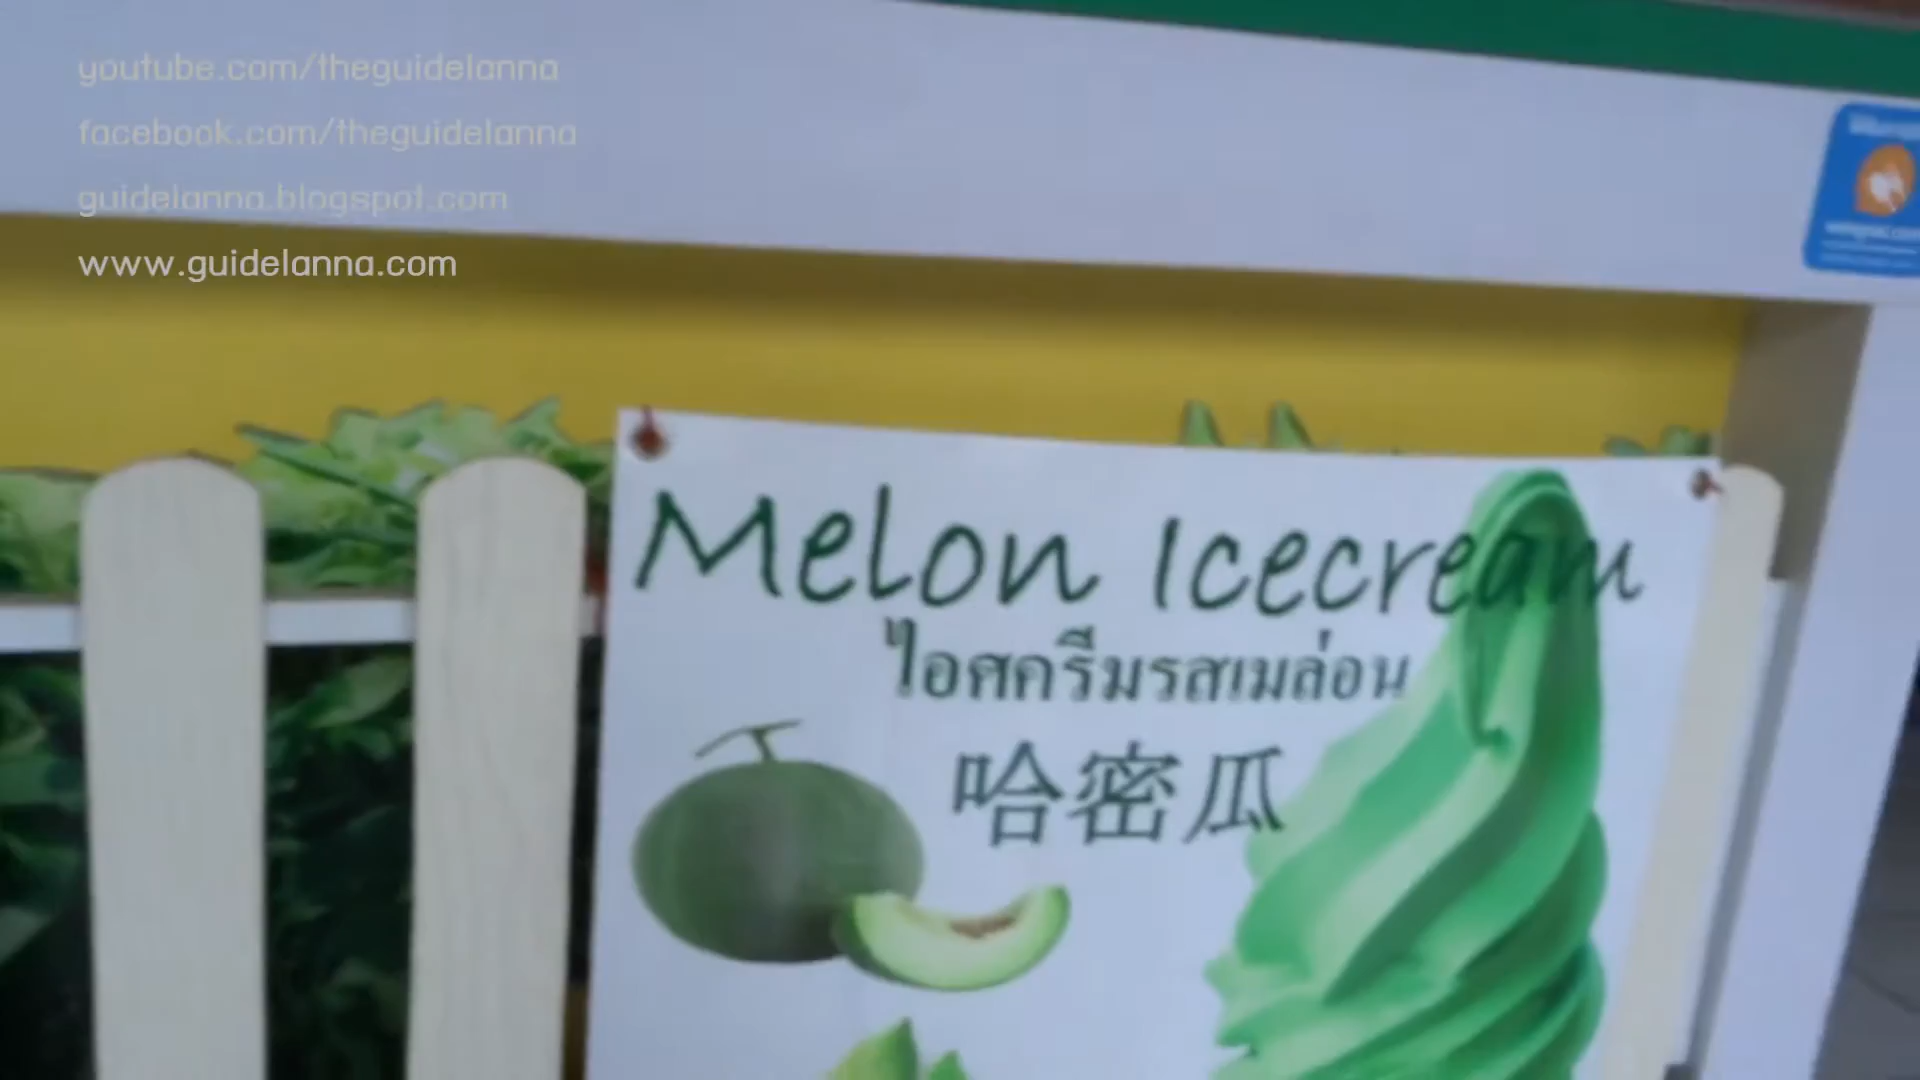 youtube.com/theguidelanna
facebook.com/theguidelanna
guidelanna.blogspot.com
www.guidelanna.com
Melon Icecream
ไอศครีมรสเมล่อน
哈密瓜